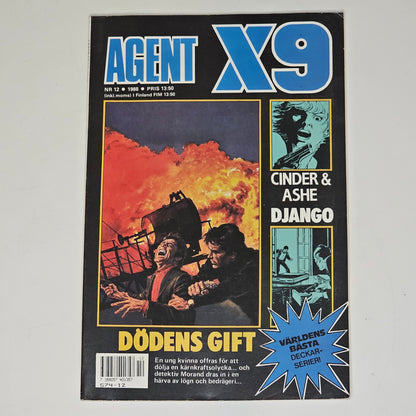 AGENT X9
NR 12 • 1988 • PRIS 13:50
(inkl.moms) I Finland FIM 13:50
CINDER &
ASHE
DJANGO
VÄRLDENS
BÄSTA
DECKAR-
SERIER!
DÖDENS GIFT
En ung kvinna offras för att
dölja en kärnkraftsolycka... och
detektiv Morand dras in i en
härva av lögn och bedrägeri...
574-12